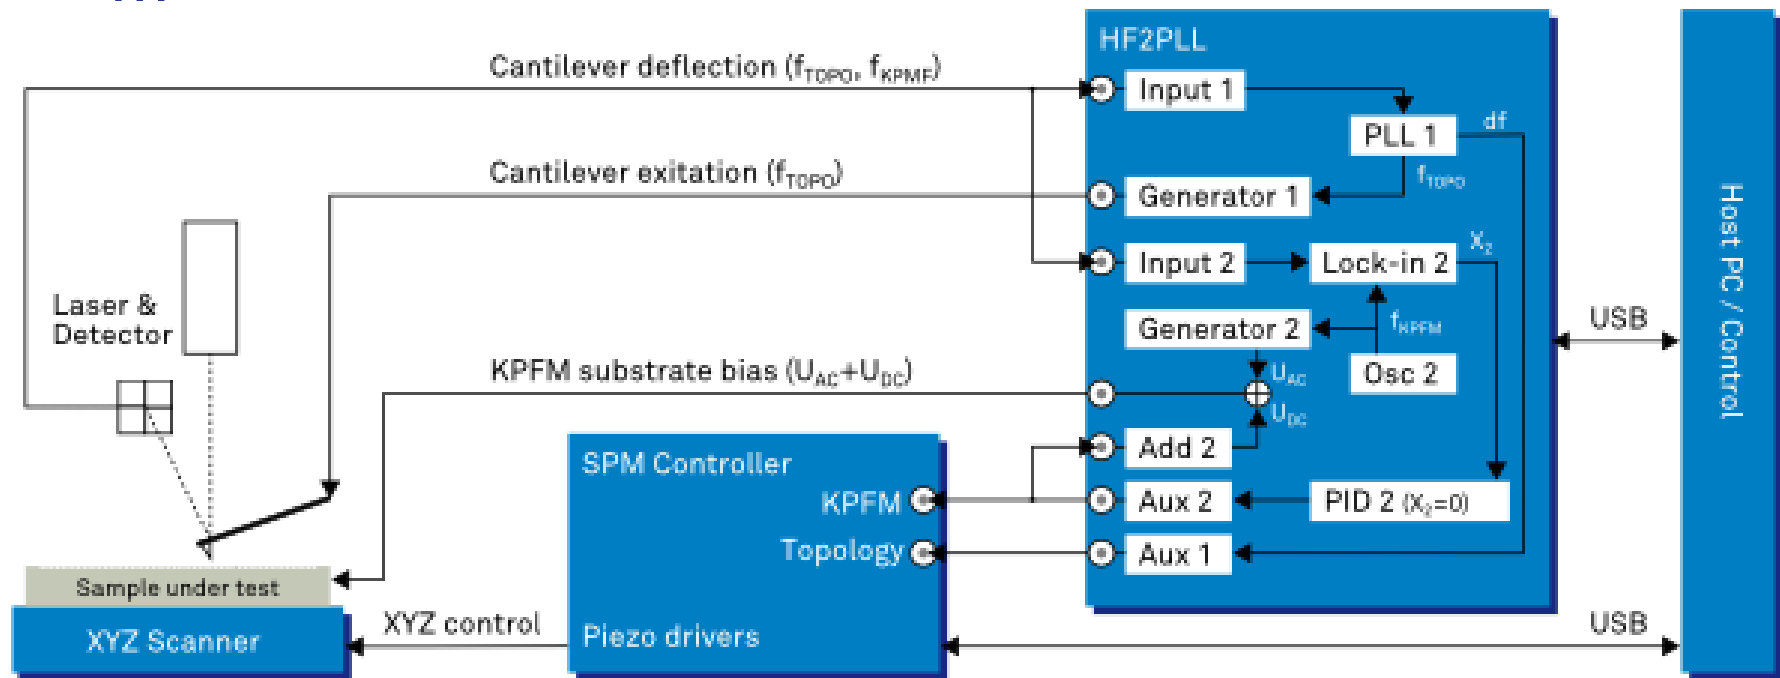 HF2PLL
Cantilever deflection (fTOPO, fKPMF)
Input 1
PLL 1
df
fTOPO
Cantilever exitation (fTOPO)
Generator 1
Input 2
Lock-in 2
X2
Laser &
Detector
Generator 2
fKPFM
USB
Host PC / Control
KPFM substrate bias (UAC+UDC)
UAC
Osc 2
UDC
Add 2
SPM Controller
KPFM
Aux 2
PID 2 (X2=0)
Topology
Aux 1
Sample under test
XYZ Scanner
XYZ control
Piezo drivers
USB